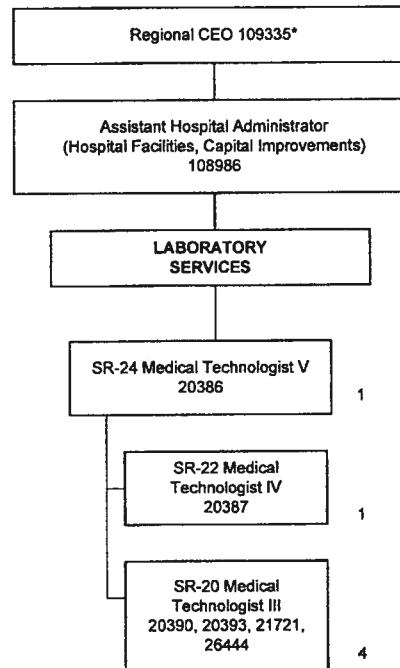 Regional CEO 109335*
Assistant Hospital Administrator
(Hospital Facilities, Capital Improvements)
108986
LABORATORY
SERVICES
SR-24 Medical Technologist V
20386
1
SR-22 Medical
Technologist IV
20387
1
SR-20 Medical
Technologist III
20390, 20393, 21721,
26444
4